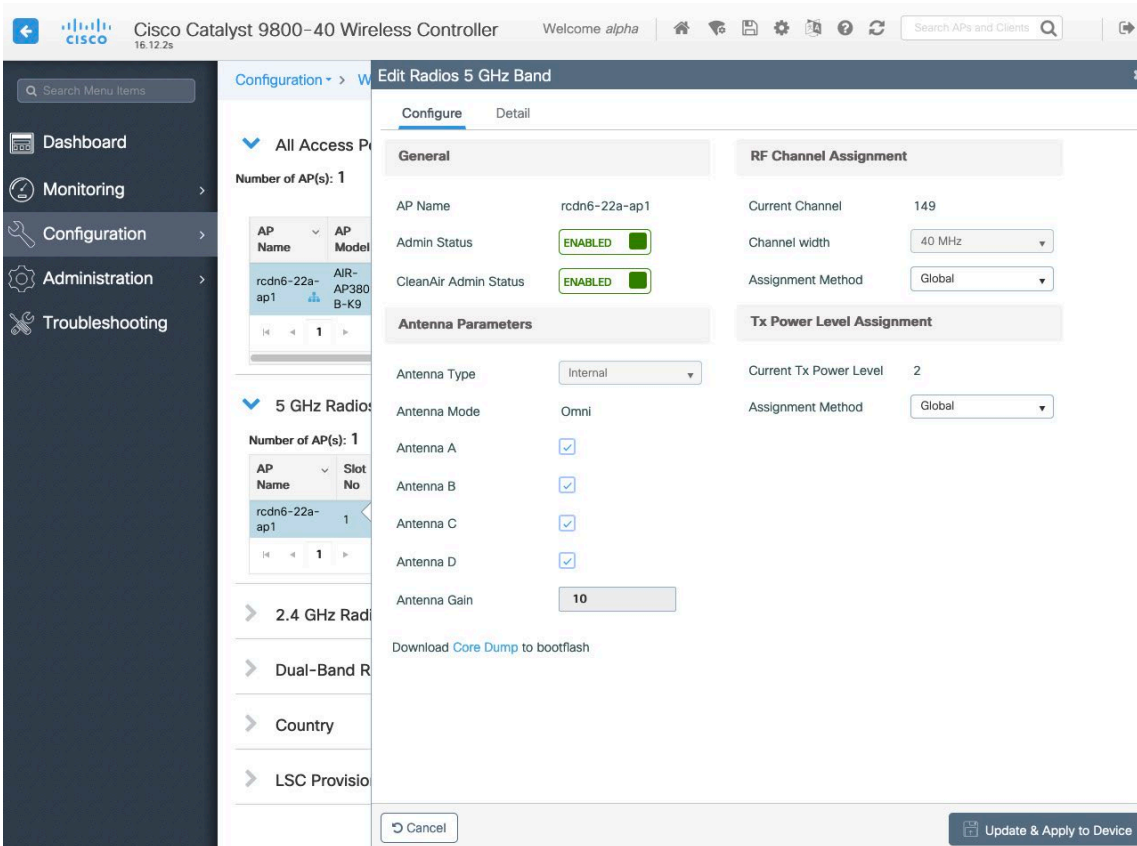 CISCO
Cisco Catalyst 9800-40 Wireless Controller
16.12.2s
Welcome alpha
Search APs and Clients
Search Menu Items
Dashboard
Monitoring
Configuration
Administration
Troubleshooting
Configuration > W
All Access Po
Number of AP(s): 1
AP Name
AP Model
rcdn6-22a-ap1
AIR-AP380
B-K9
1
5 GHz Radios
Number of AP(s): 1
AP Name
Slot No
rcdn6-22a-ap1
1
1
2.4 GHz Radi
Dual-Band R
Country
LSC Provisio
Edit Radios 5 GHz Band
Configure
Detail
General
AP Name rcdn6-22a-ap1
Admin Status ENABLED
CleanAir Admin Status ENABLED
Antenna Parameters
Antenna Type Internal
Antenna Mode Omni
Antenna A
Antenna B
Antenna C
Antenna D
Antenna Gain 10
Download Core Dump to bootflash
RF Channel Assignment
Current Channel 149
Channel width 40 MHz
Assignment Method Global
Tx Power Level Assignment
Current Tx Power Level 2
Assignment Method Global
Cancel
Update & Apply to Device